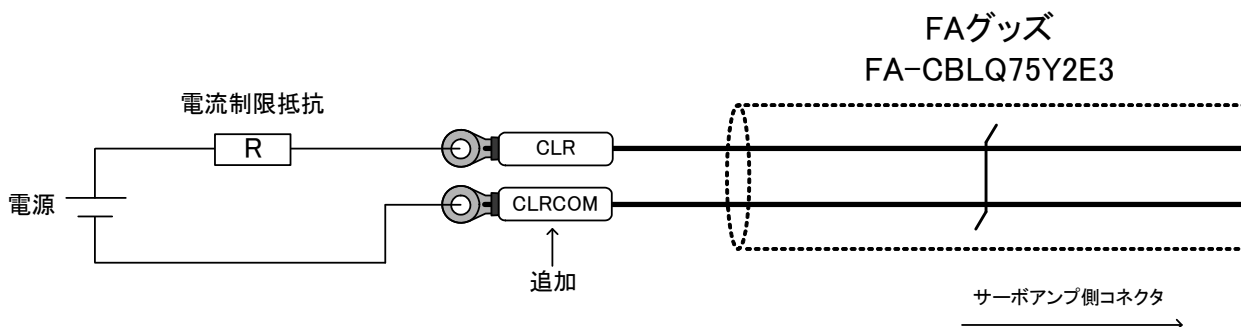 FAグッズ
FA-CBLQ75Y2E3
電流制限抵抗
R
CLR
電源
CLRCOM
追加
サーボアンプ側コネクタ